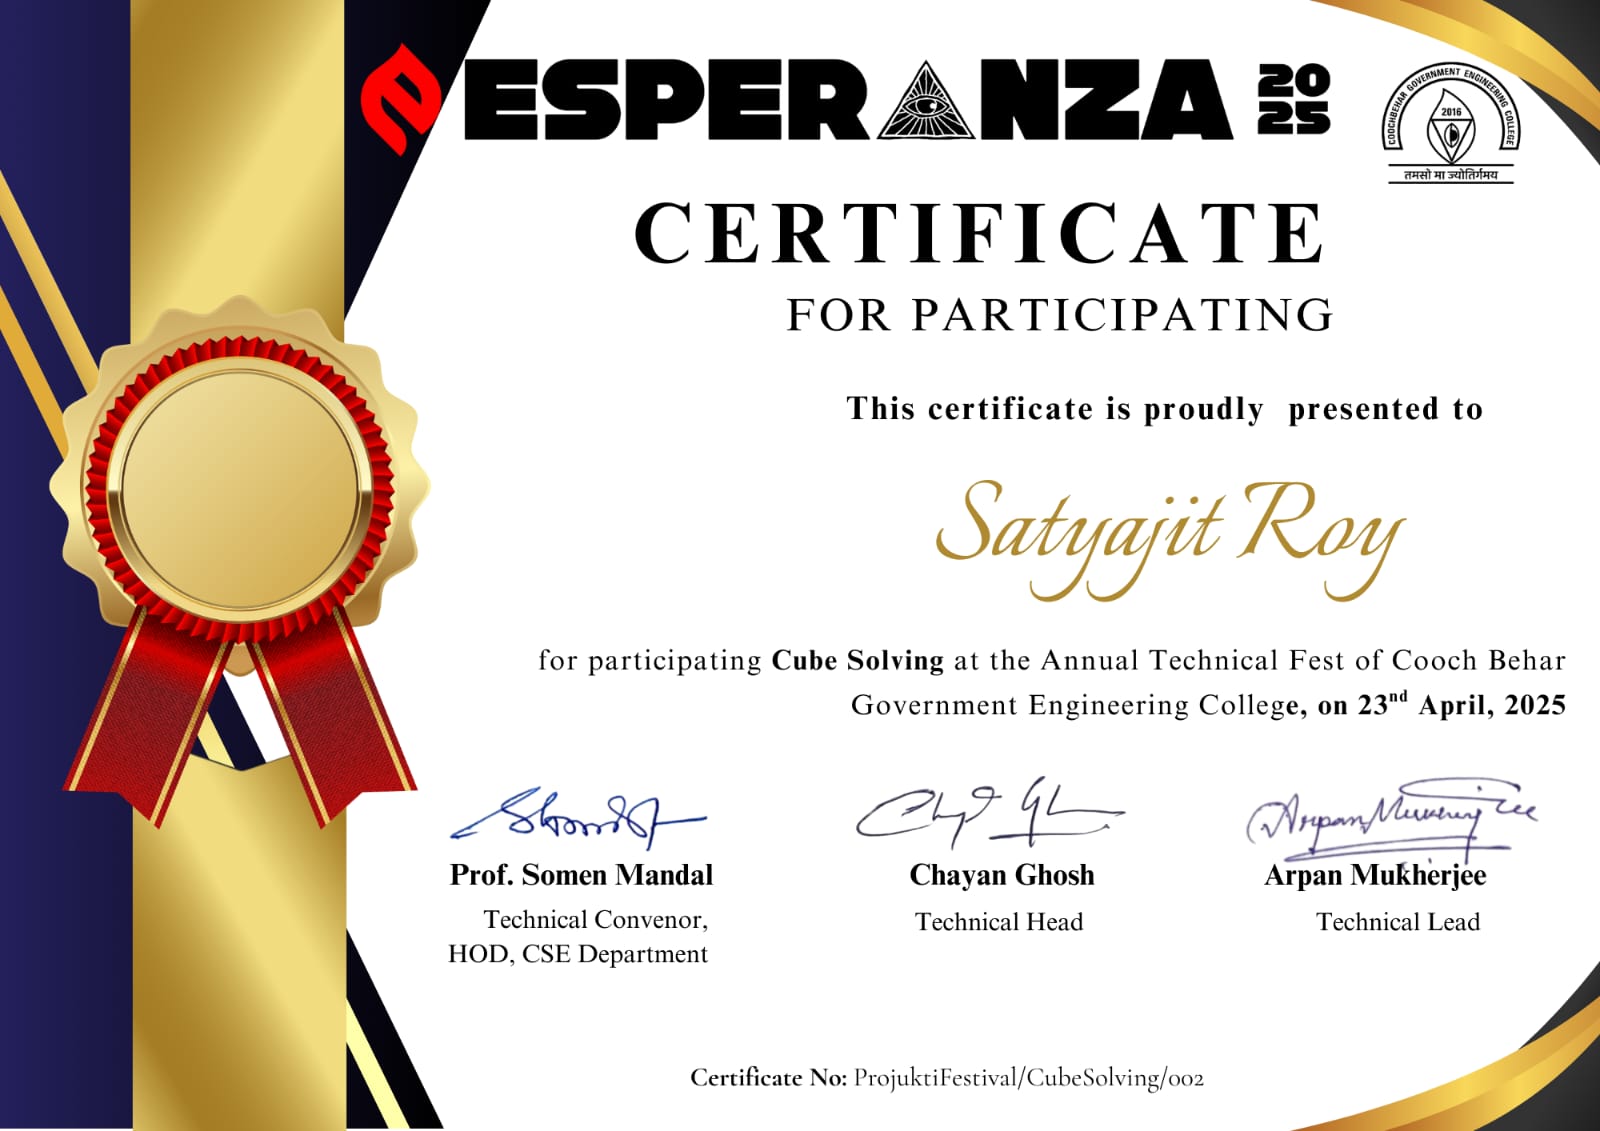 ESPERANZA 2025
COOCHBEHAR GOVERNMENT ENGINEERING COLLEGE
2016
तमसो मा ज्योतिर्गमय
CERTIFICATE
FOR PARTICIPATING
This certificate is proudly presented to
Satyajit Roy
for participating Cube Solving at the Annual Technical Fest of Cooch Behar
Government Engineering College, on 23nd April, 2025
Arpan Mukherjee
Prof. Somen Mandal
Chayan Ghosh
Arpan Mukherjee
Technical Convenor,
HOD, CSE Department
Technical Head
Technical Lead
Certificate No: ProjuktiFestival/CubeSolving/002